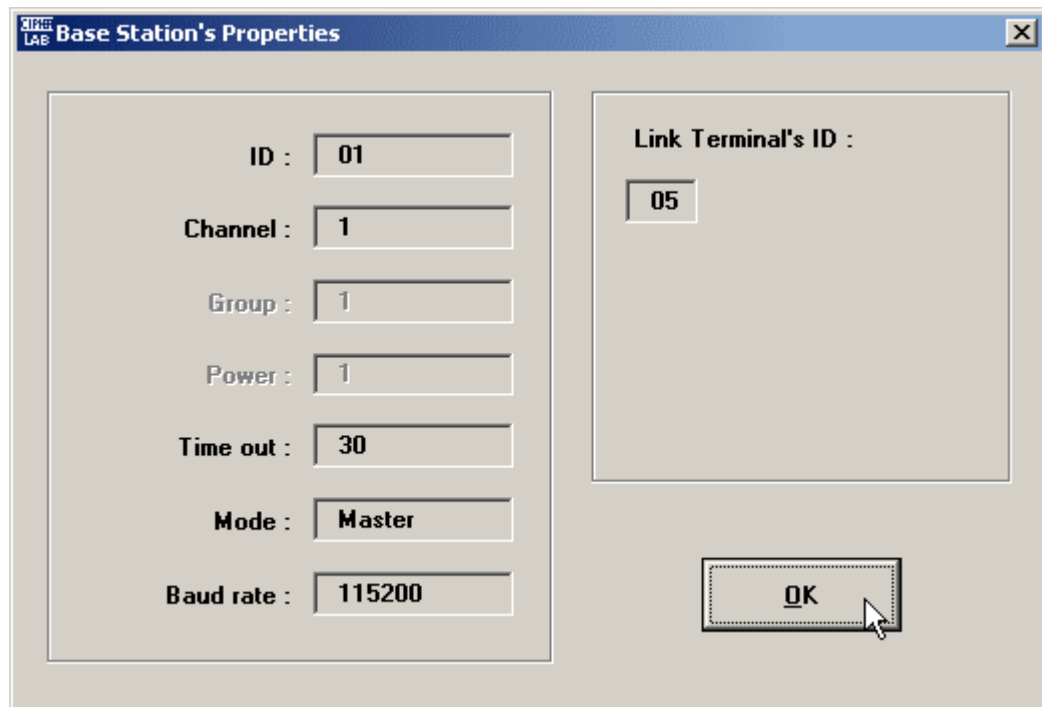 CIPHER
LAB Base Station's Properties
ID : 01
Channel : 1
Group : 1
Power : 1
Time out : 30
Mode : Master
Baud rate : 115200
Link Terminal's ID :
05
OK